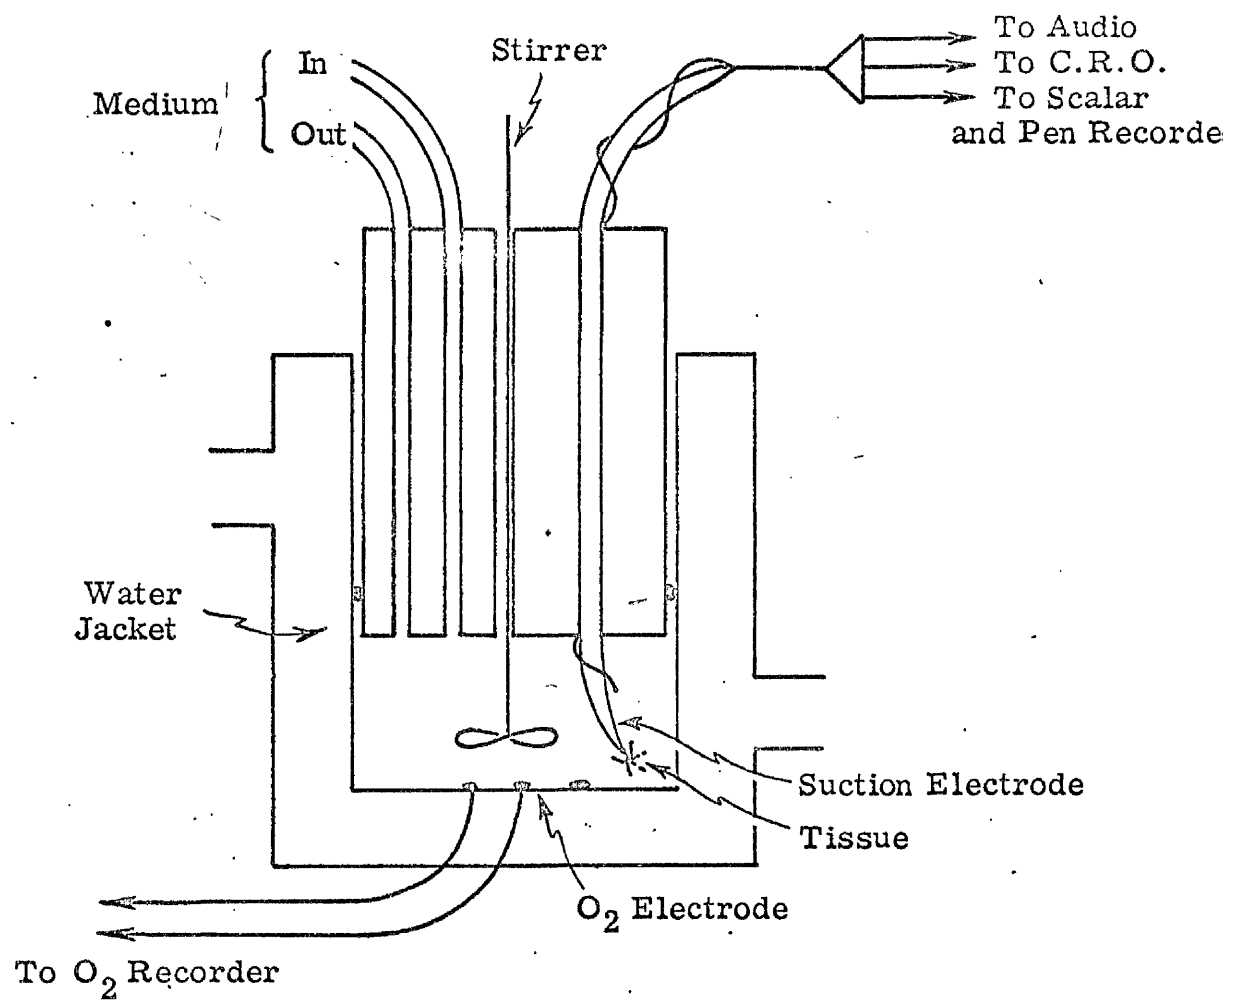 To Audio
To C.R.O.
To Scalar
and Pen Recorde
Stirrer
In
Medium
Out
Water
Jacket
Suction Electrode
Tissue
O₂ Electrode
To O₂ Recorder